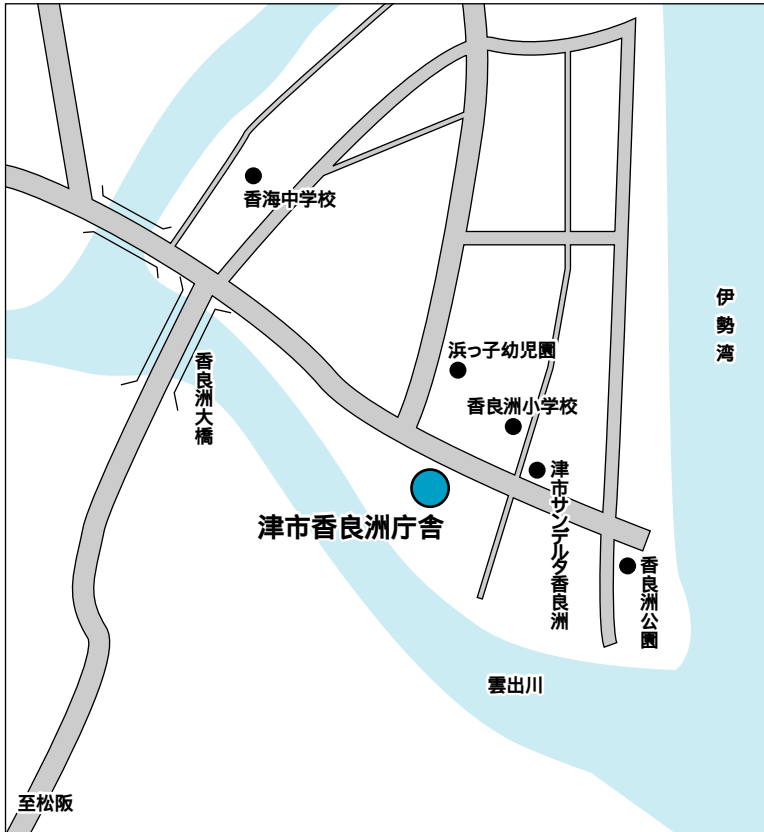 香海中学校
伊勢湾
浜っ子幼児園
香良洲大橋
香良洲小学校
津市サンデルタ香良洲
津市香良洲庁舎
香良洲公園
雲出川
至松阪